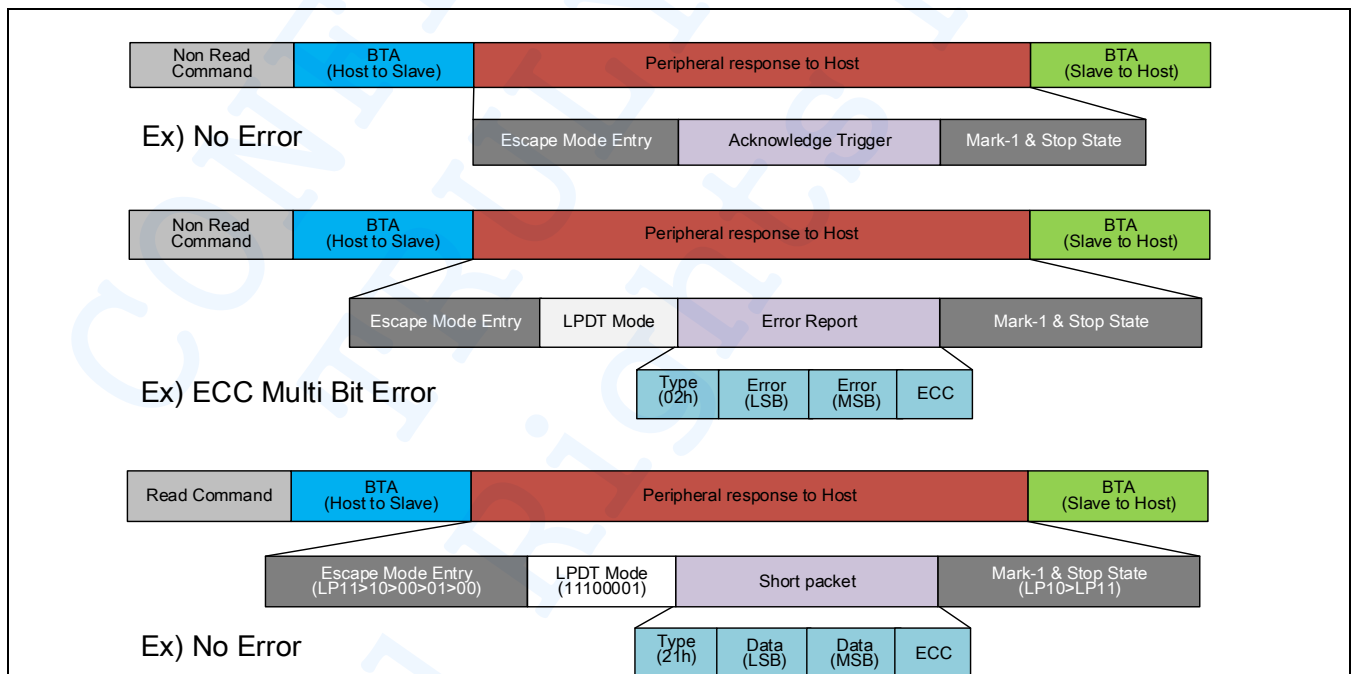 Non Read
Command
BTA
(Host to Slave)
Peripheral response to Host
BTA
(Slave to Host)
Ex) No Error
Escape Mode Entry
Acknowledge Trigger
Mark-1 & Stop State
Non Read
Command
BTA
(Host to Slave)
Peripheral response to Host
BTA
(Slave to Host)
Escape Mode Entry
LPDT Mode
Error Report
Mark-1 & Stop State
Ex) ECC Multi Bit Error
Type
(02h)
Error
(LSB)
Error
(MSB)
ECC
Read Command
BTA
(Host to Slave)
Peripheral response to Host
BTA
(Slave to Host)
Escape Mode Entry
(LP11>10>00>01>00)
LPDT Mode
(11100001)
Short packet
Mark-1 & Stop State
(LP10>LP11)
Ex) No Error
Type
(21h)
Data
(LSB)
Data
(MSB)
ECC